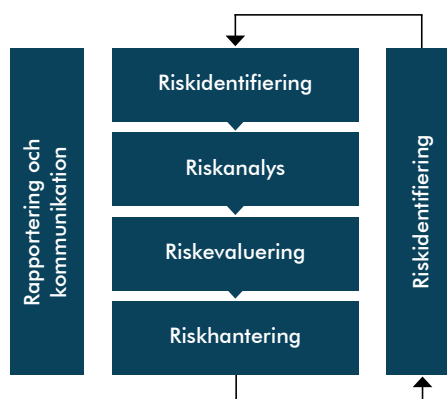 Rapportering och
kommunikation
Riskidentifiering
Riskanalys
Riskevaluering
Riskhantering
Riskidentifiering